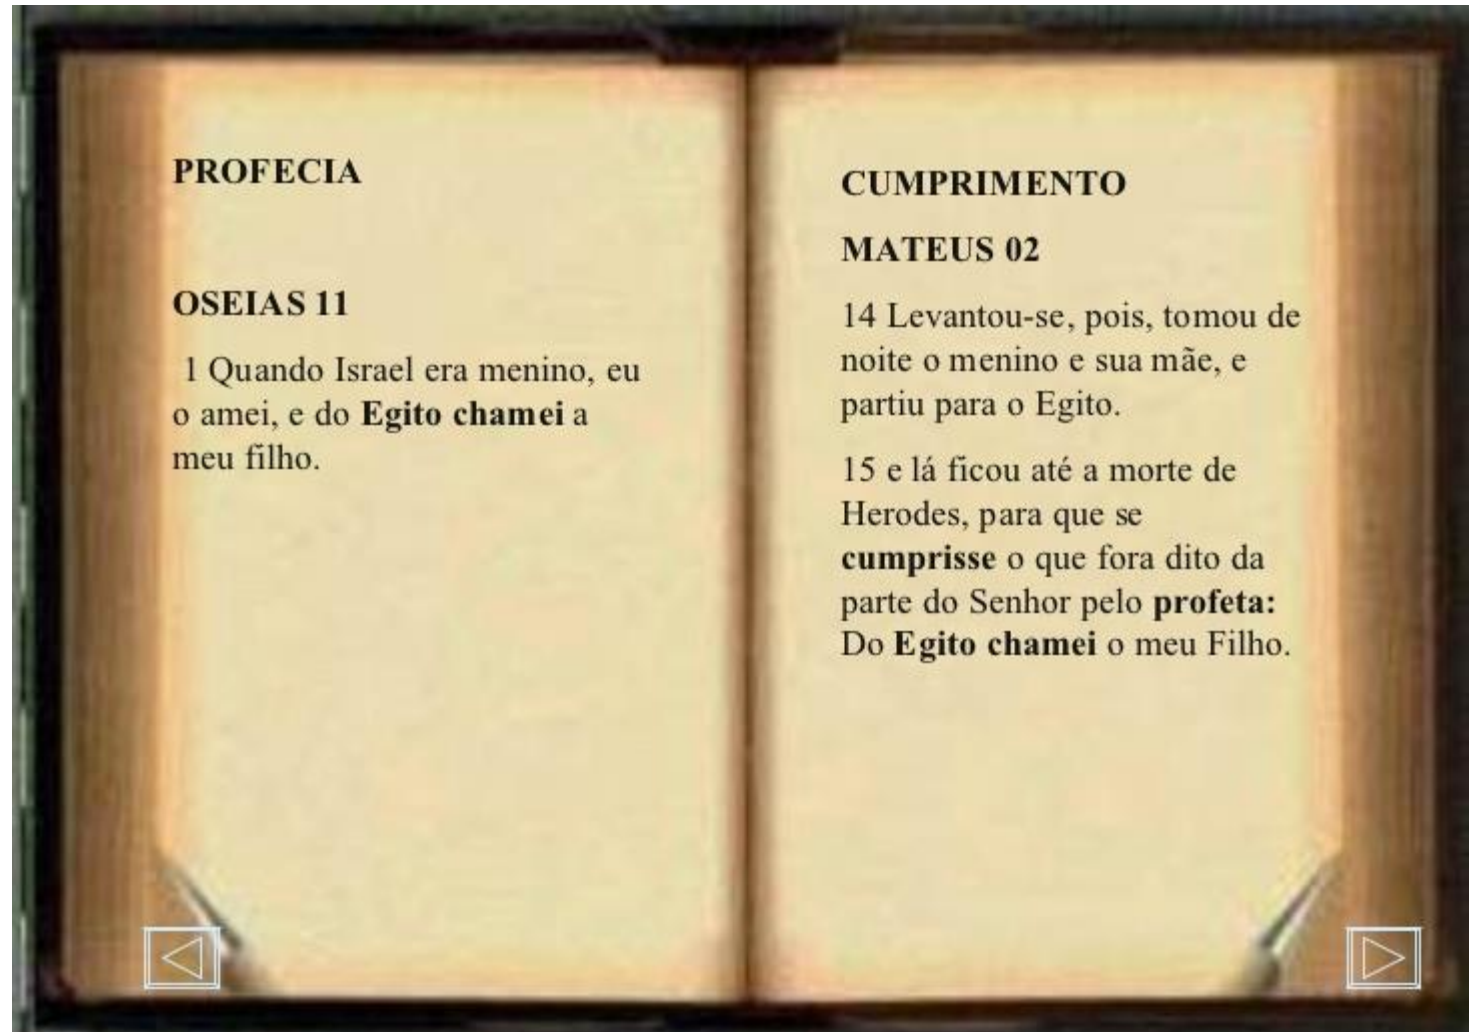 PROFECIA
OSEIAS 11
1 Quando Israel era menino, eu
o amei, e do Egito chamei a
meu filho.
CUMPRIMENTO
MATEUS 02
14 Levantou-se, pois, tomou de
noite o menino e sua mãe, e
partiu para o Egito.
15 e lá ficou até a morte de
Herodes, para que se
cumprisse o que fora dito da
parte do Senhor pelo profeta:
Do Egito chamei o meu Filho.